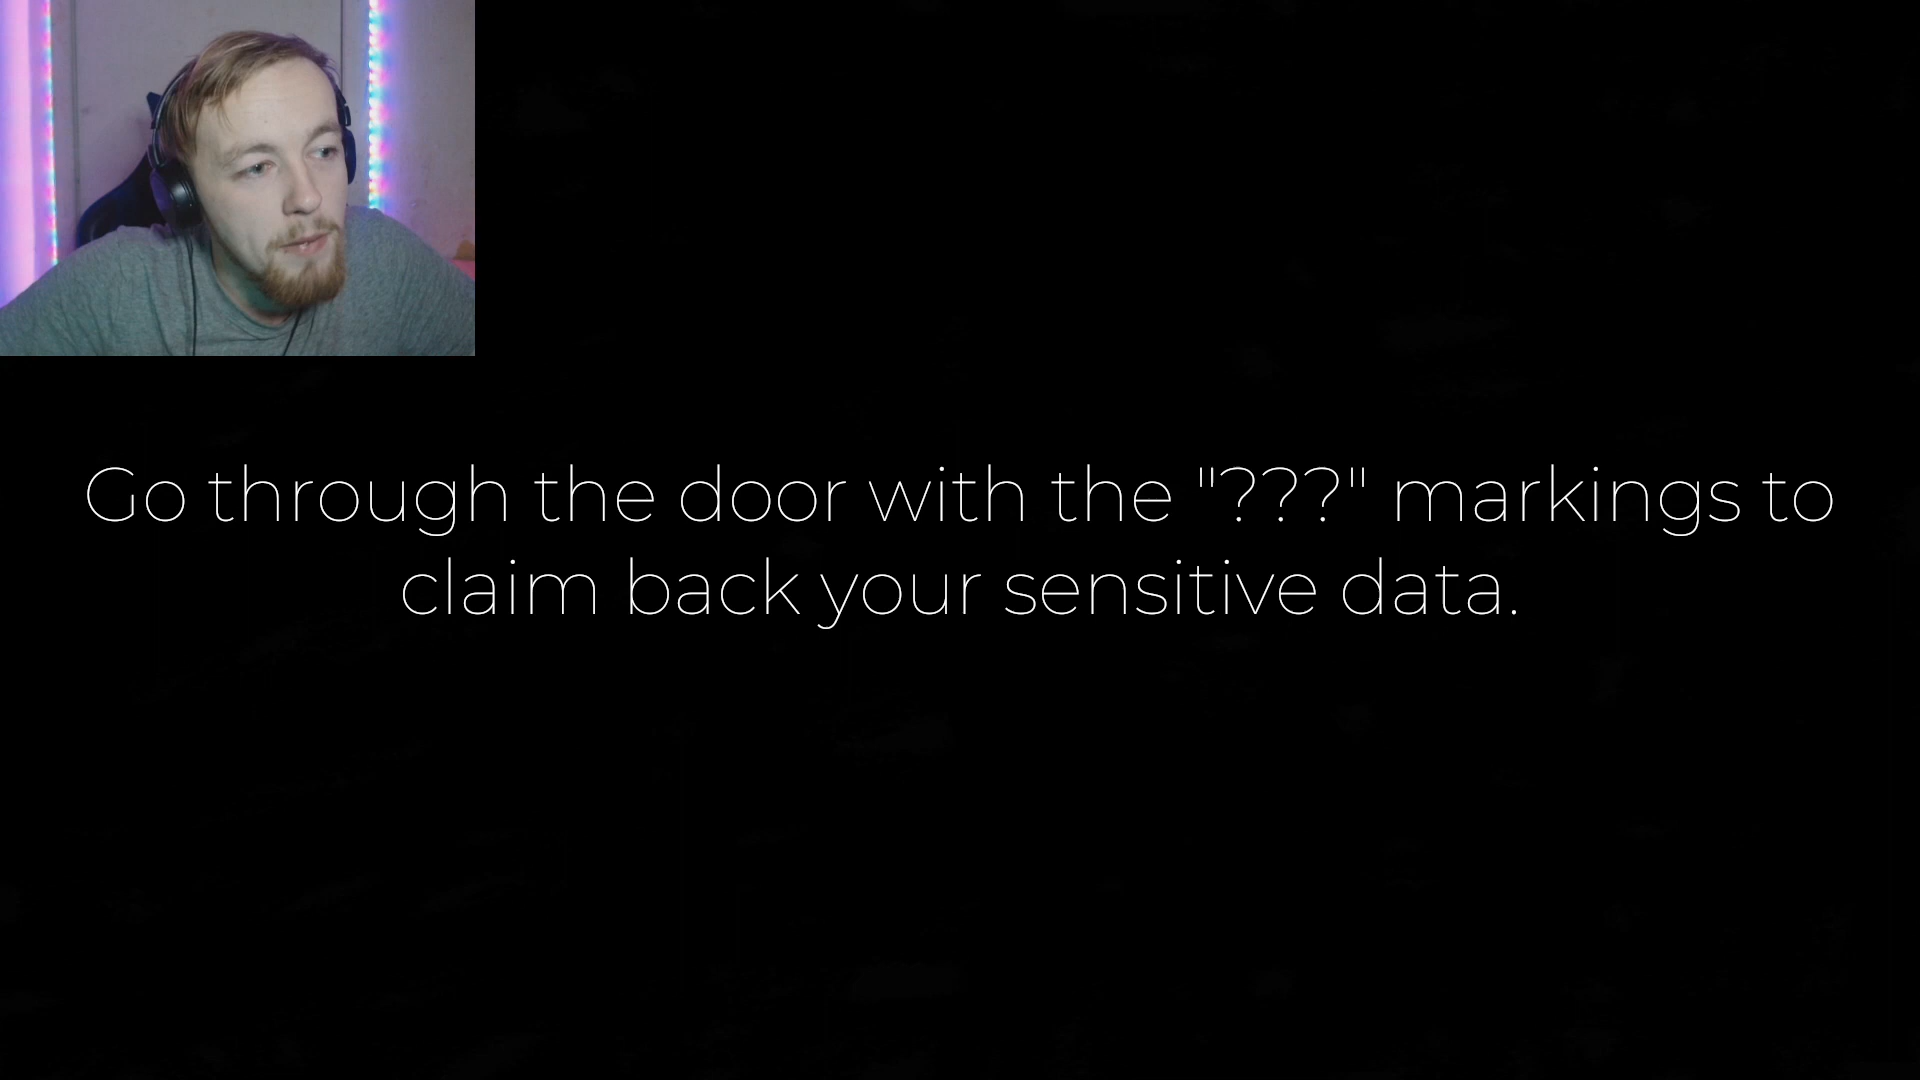 Go through the door with the "???" markings to
claim back your sensitive data.